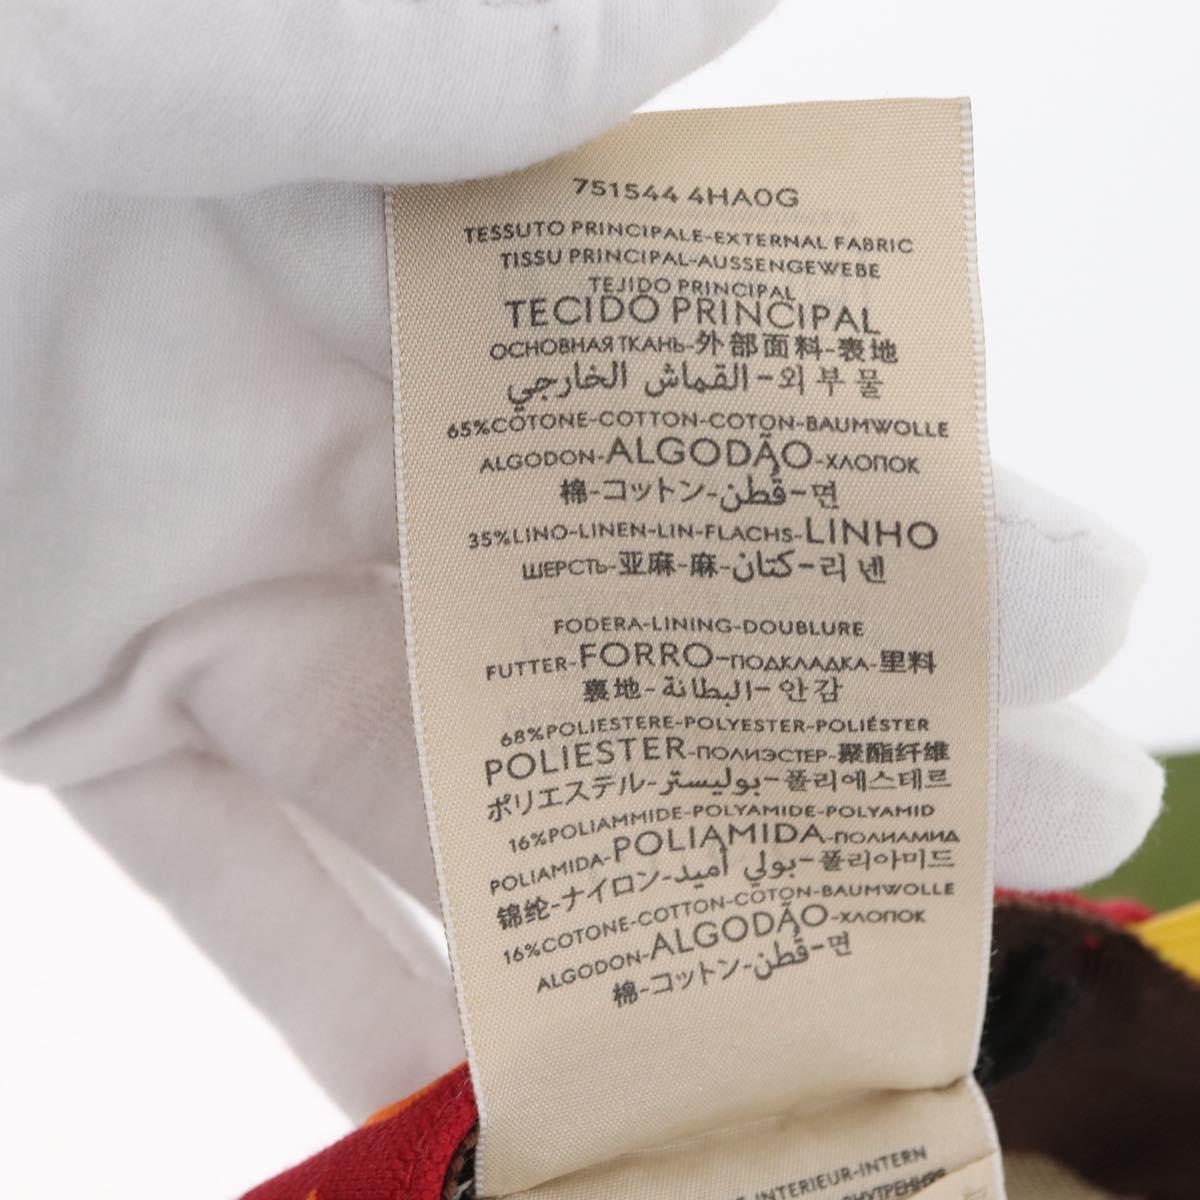 751544 4HA0G
TESSUTO PRINCIPALE-EXTERNAL FABRIC
TISSU PRINCIPAL-AUSSENGEWEBE
TEJIDO PRINCIPAL
TECIDO PRINCIPAL
ОСНОВНАЯ ТКАНЬ-外部面料-表地
القماش الخارجي-외부물
65%COTONE-COTTON-COTON-BAUMWOLLE
ALGODON-ALGODÃO-ХЛОПОК
棉-コットン-قطن-면
35%LINO-LINEN-LIN-FLACHS-LINHO
ШЕРСТЬ-亚麻-麻-كتان-리넨
FODERA-LINING-DOUBLURE
FUTTER-FORRO-ПОДКЛАДКА-里料
裏地-البطانة-안감
68%POLIESTERE-POLYESTER-POLIÉSTER
POLIESTER-ПОЛИЭСТЕР-聚酯纤维
ポリエステル-بوليستر-폴리에스테르
16%POLIAMMIDE-POLYAMIDE-POLYAMID
POLIAMIDA-POLIAMIDA-ПОЛИАМИД
锦纶-ナイロン-بولي أميد-폴리아미드
16%COTONE-COTTON-COTON-BAUMWOLLE
ALGODON-ALGODÃO-ХЛОПОК
棉-コットン-قطن-면
INTERIEUR-INTERN